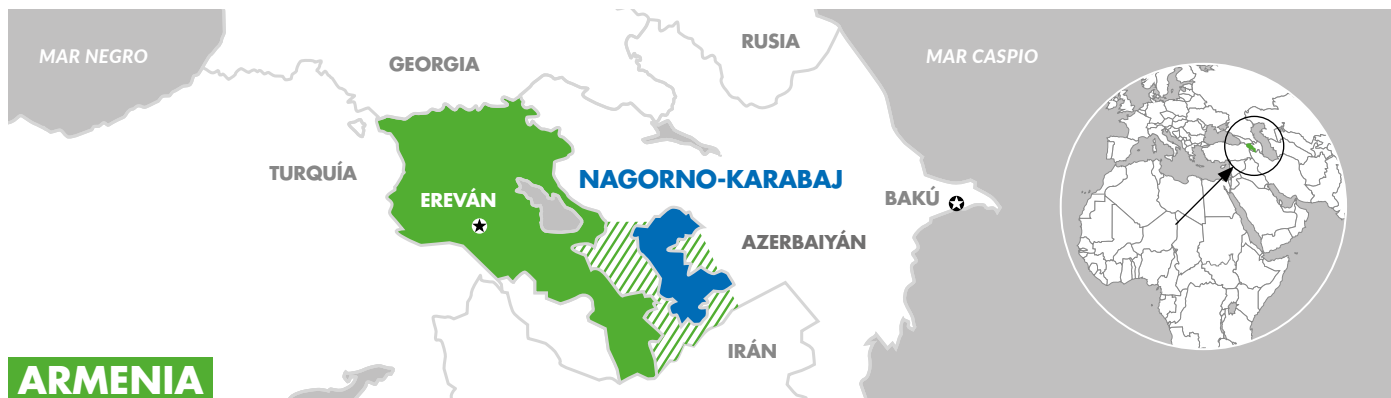 MAR NEGRO
GEORGIA
RUSIA
MAR CASPIO
TURQUÍA
NAGORNO-KARABAJ
EREVÁN
BAKÚ
AZERBAIYÁN
IRÁN
ARMENIA